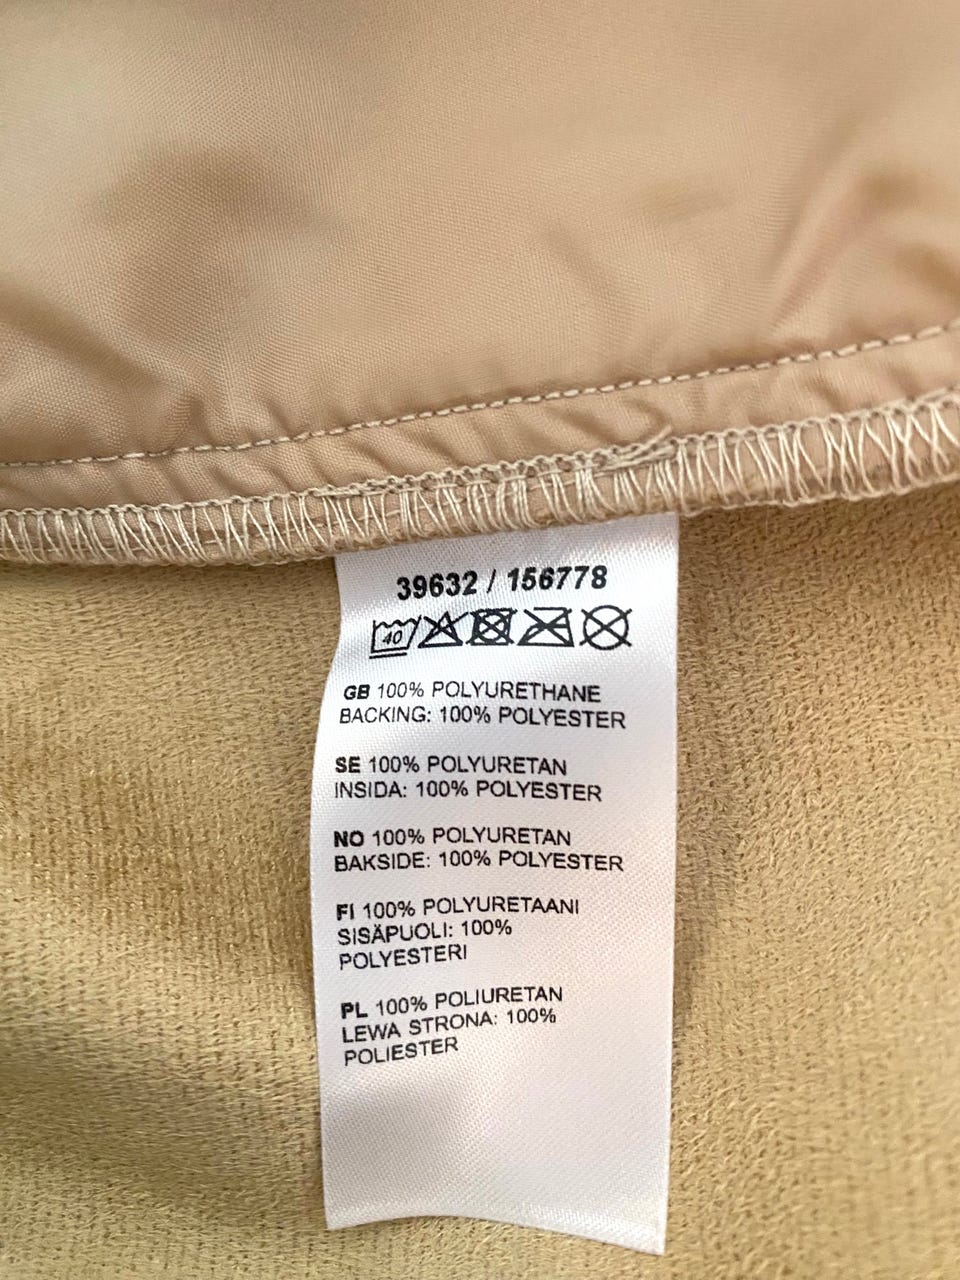 39632 / 156778
40
GB 100% POLYURETHANE
BACKING: 100% POLYESTER
SE 100% POLYURETAN
INSIDA: 100% POLYESTER
NO 100% POLYURETAN
BAKSIDE: 100% POLYESTER
FI 100% POLYURETAANI
SISÄPUOLI: 100%
POLYESTERI
PL 100% POLIURETAN
LEWA STRONA: 100%
POLIESTER